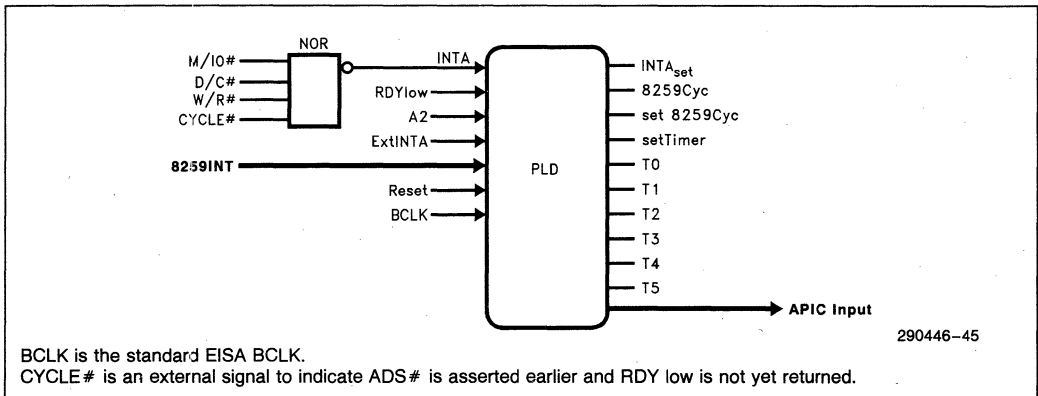 NOR
M/IO#
D/C#
W/R#
CYCLE#
INTA
RDYlow
A2
ExtINTA
8259INT
Reset
BCLK
PLD
INTAset
8259Cyc
set 8259Cyc
setTimer
T0
T1
T2
T3
T4
T5
APIC Input
290446-45
BCLK is the standard EISA BCLK.
CYCLE# is an external signal to indicate ADS# is asserted earlier and RDY low is not yet returned.